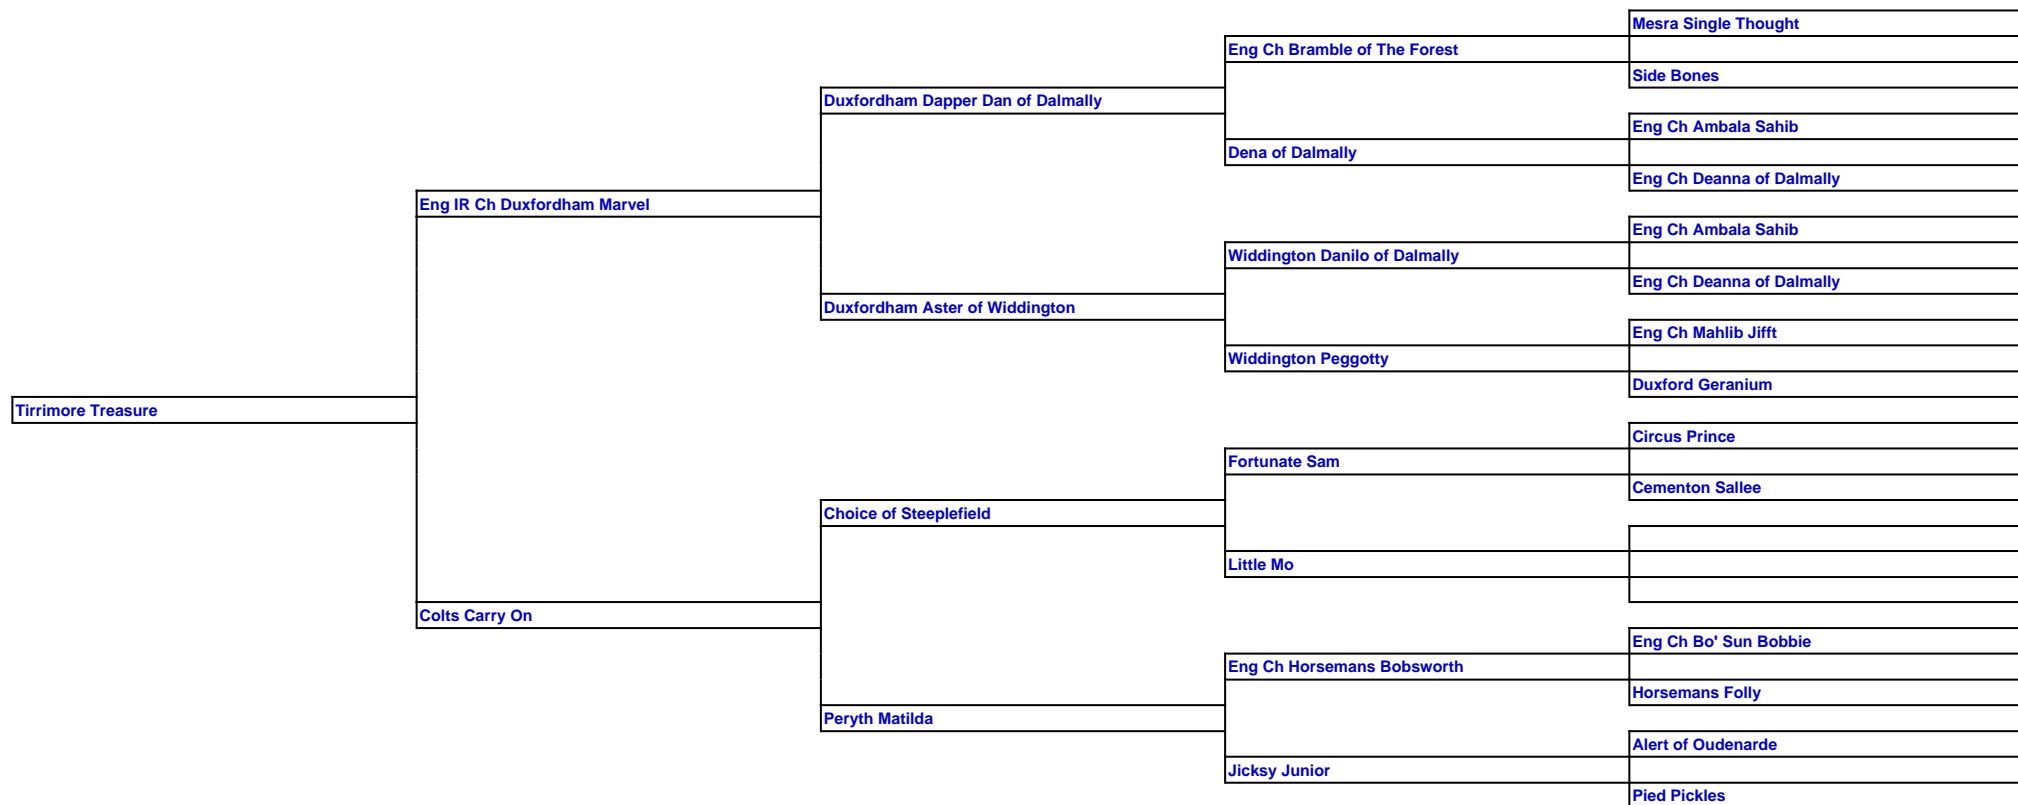 Mesra Single Thought
Eng Ch Bramble of The Forest
Side Bones
Duxfordham Dapper Dan of Dalmally
Eng Ch Ambala Sahib
Dena of Dalmally
Eng Ch Deanna of Dalmally
Eng IR Ch Duxfordham Marvel
Eng Ch Ambala Sahib
Widdington Danilo of Dalmally
Eng Ch Deanna of Dalmally
Duxfordham Aster of Widdington
Eng Ch Mahlib Jifft
Widdington Peggotty
Duxford Geranium
Tirrimore Treasure
Circus Prince
Fortunate Sam
Cementon Sallee
Choice of Steeplefield
Little Mo
Colts Carry On
Eng Ch Bo' Sun Bobbie
Eng Ch Horsemans Bobsworth
Horsemans Folly
Peryth Matilda
Alert of Oudenarde
Jicksy Junior
Pied Pickles